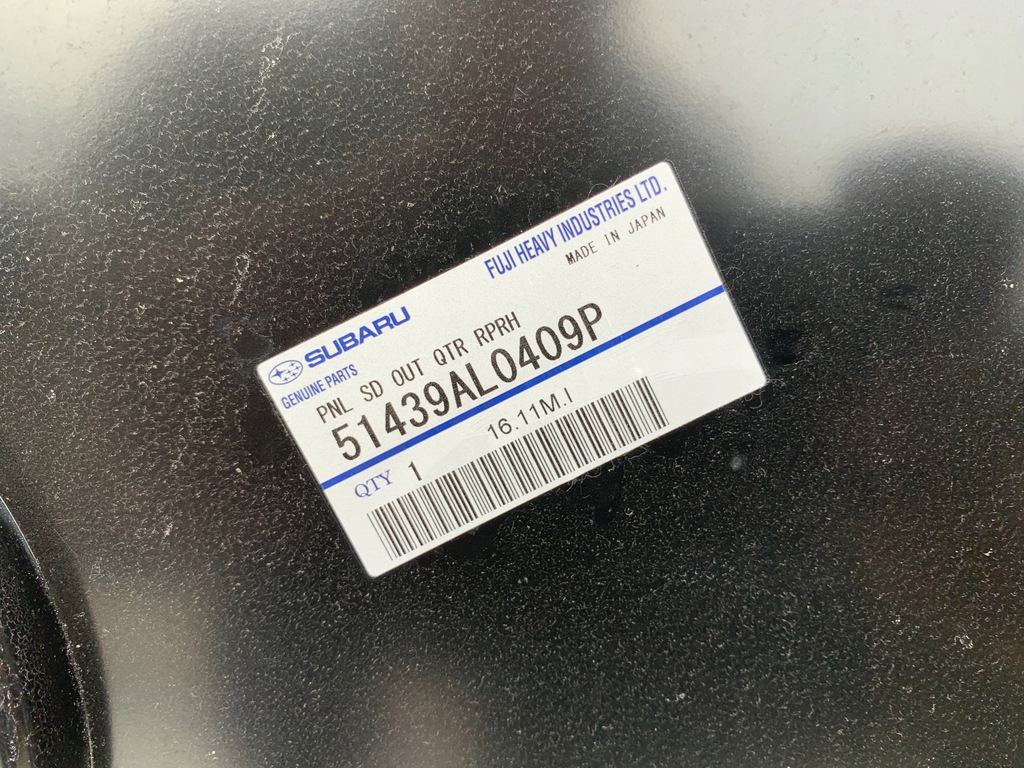 SUBARU
GENUINE PARTS
FUJI HEAVY INDUSTRIES LTD.
MADE IN JAPAN
PNL SD OUT QTR RPRH
51439AL0409P
16.11M.I
QTY 1